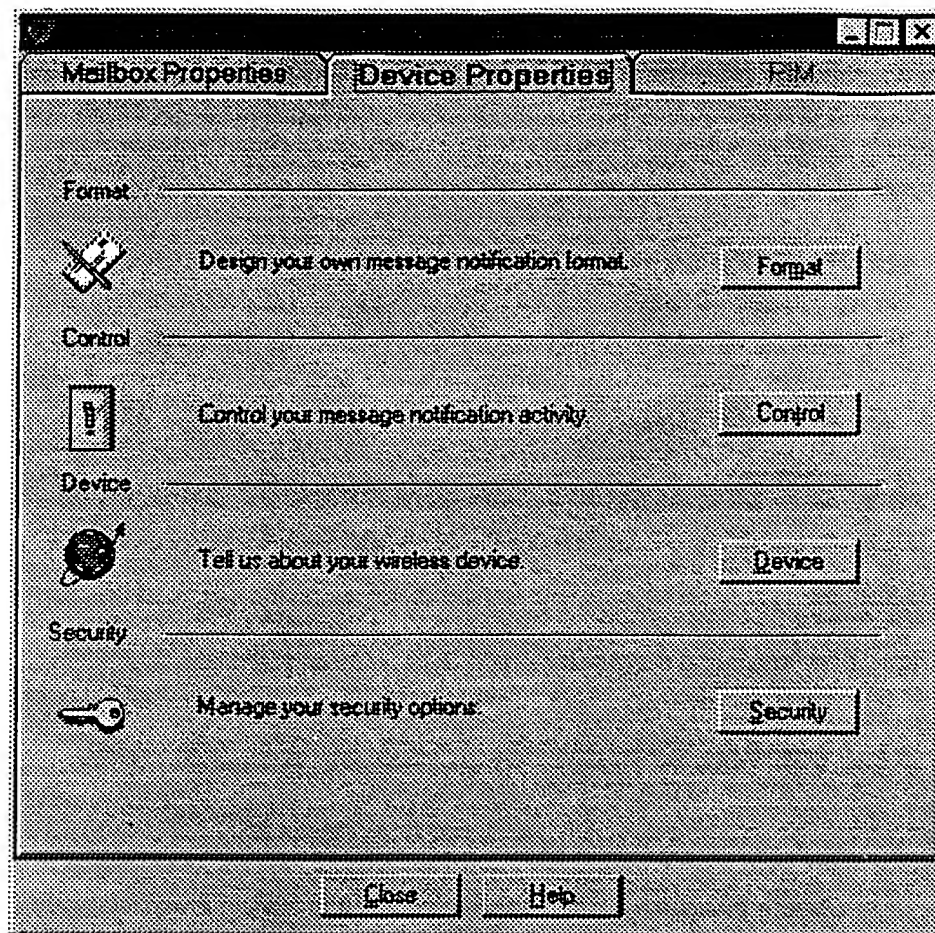 Mailbox Properties Device Properties PIM
Format
Design your own message notification format. Format
Control
Control your message notification activity. Control
Device
Tell us about your wireless device. Device
Security
Manage your security options. Security
Close Help